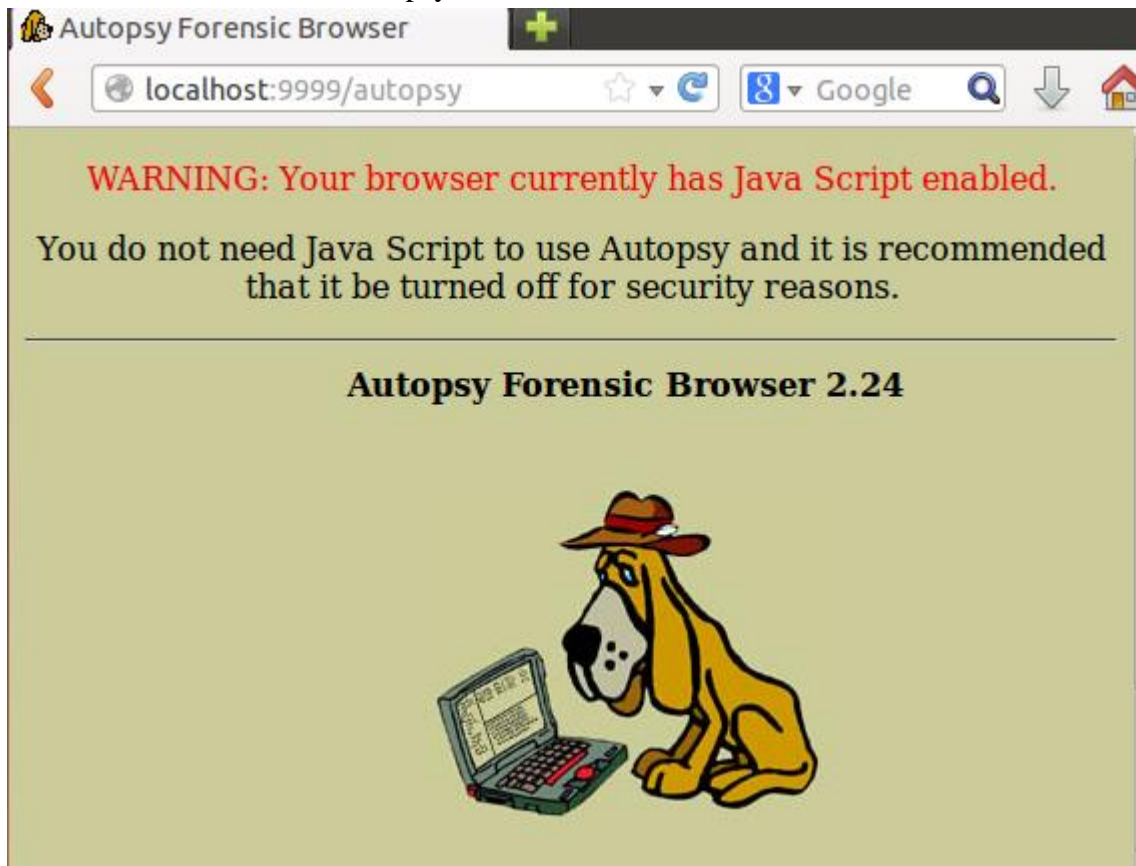 Autopsy Forensic Browser
localhost:9999/autopsy
8 Google
WARNING: Your browser currently has Java Script enabled.
You do not need Java Script to use Autopsy and it is recommended
that it be turned off for security reasons.
Autopsy Forensic Browser 2.24